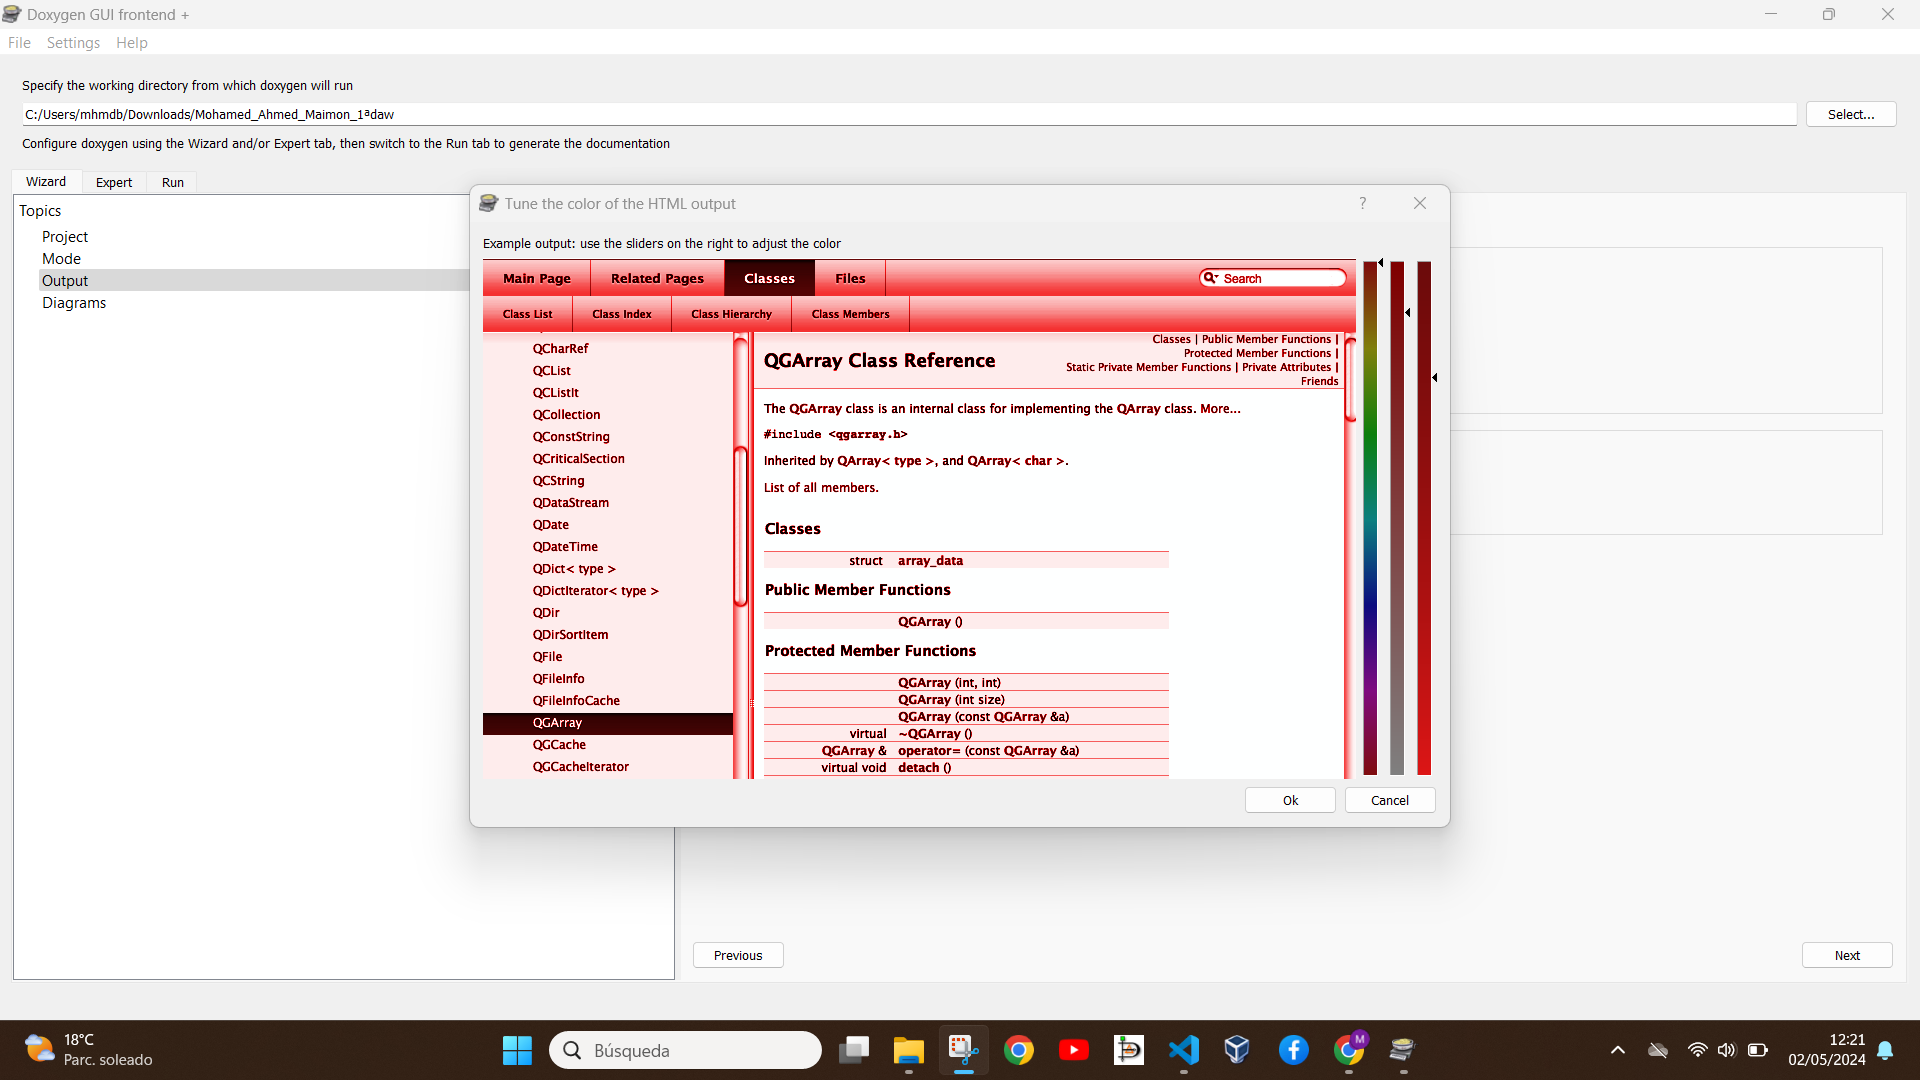 Doxygen GUI frontend +
File Settings Help
Specify the working directory from which doxygen will run
C:/Users/mhmdb/Downloads/Mohamed_Ahmed_Maimon_1ªdaw
Select...
Configure doxygen using the Wizard and/or Expert tab, then switch to the Run tab to generate the documentation
Wizard Expert Run
Topics
Project
Mode
Output
Diagrams
Tune the color of the HTML output
?
Example output: use the sliders on the right to adjust the color
Main Page Related Pages Classes Files Search
Class List Class Index Class Hierarchy Class Members
QCharRef
QCList
QCListIt
QCollection
QConstString
QCriticalSection
QCString
QDataStream
QDate
QDateTime
QDict< type >
QDictIterator< type >
QDir
QDirSortItem
QFile
QFileInfo
QFileInfoCache
QGArray
QGCache
QGCacheIterator
Classes | Public Member Functions |
Protected Member Functions |
Static Private Member Functions | Private Attributes |
Friends
QGArray Class Reference
The QGArray class is an internal class for implementing the QArray class. More...
#include <qgarray.h>
Inherited by QArray< type >, and QArray< char >.
List of all members.
Classes
struct array_data
Public Member Functions
QGArray ()
Protected Member Functions
QGArray (int, int)
QGArray (int size)
QGArray (const QGArray &a)
virtual ~QGArray ()
QGArray & operator= (const QGArray &a)
virtual void detach ()
Ok Cancel
Previous Next
18°C
Parc. soleado
Búsqueda
M
12:21
02/05/2024